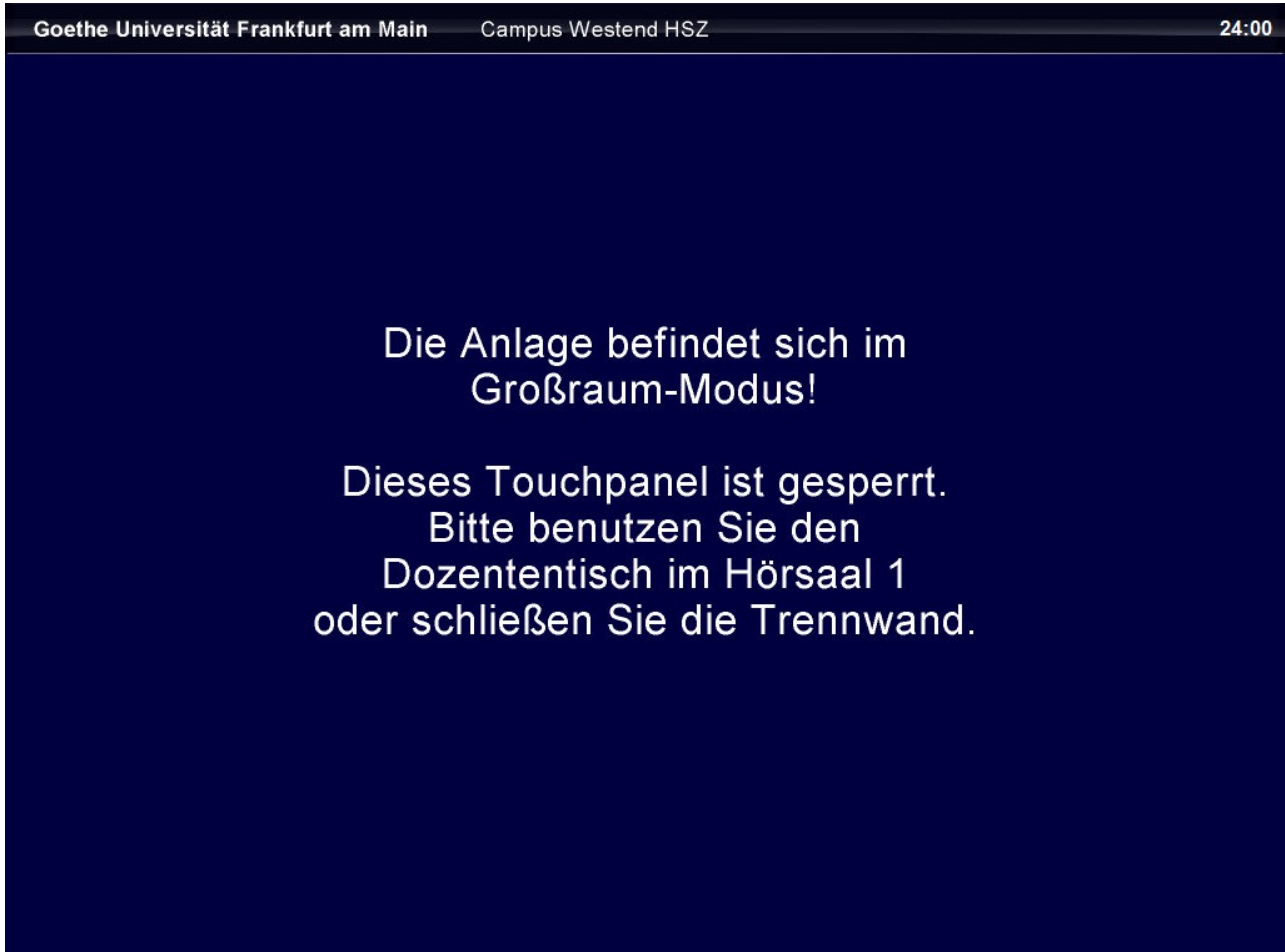 Goethe Universität Frankfurt am Main Campus Westend HSZ 24:00
Die Anlage befindet sich im
Großraum-Modus!
Dieses Touchpanel ist gesperrt.
Bitte benutzen Sie den
Dozententisch im Hörsaal 1
oder schließen Sie die Trennwand.